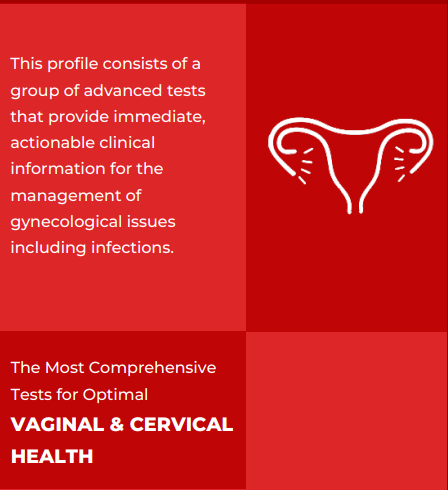 This profile consists of a
group of advanced tests
that provide immediate,
actionable clinical
information for the
management of
gynecological issues
including infections.
The Most Comprehensive
Tests for Optimal
VAGINAL & CERVICAL
HEALTH